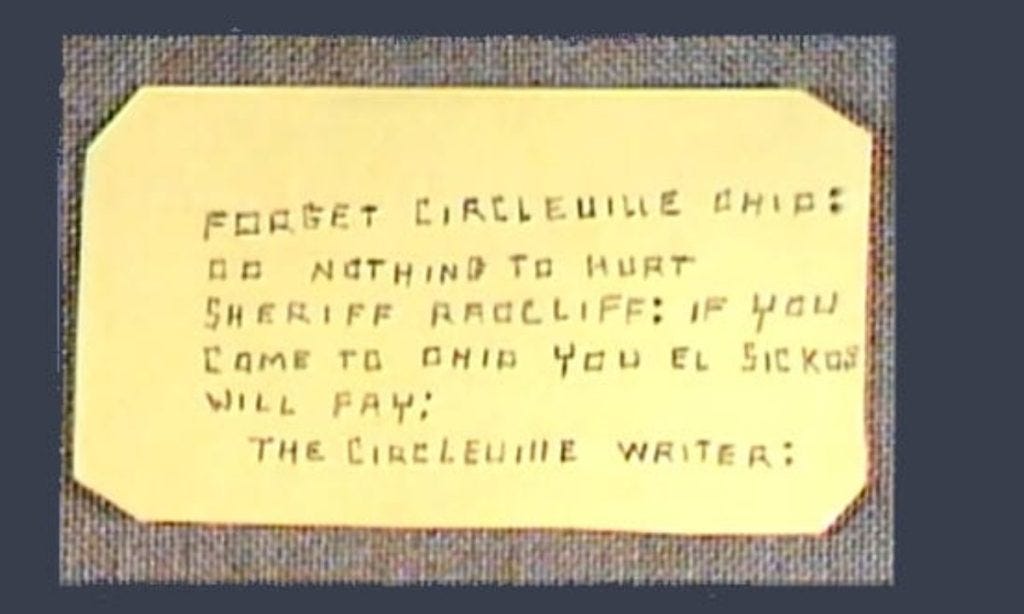 FORGET CIRCLEVILLE OHIO:
DO NOTHING TO HURT
SHERIFF RADCLIFF: IF YOU
COME TO OHIO YOU EL SICKOS
WILL PAY:
THE CIRCLEVILLE WRITER: